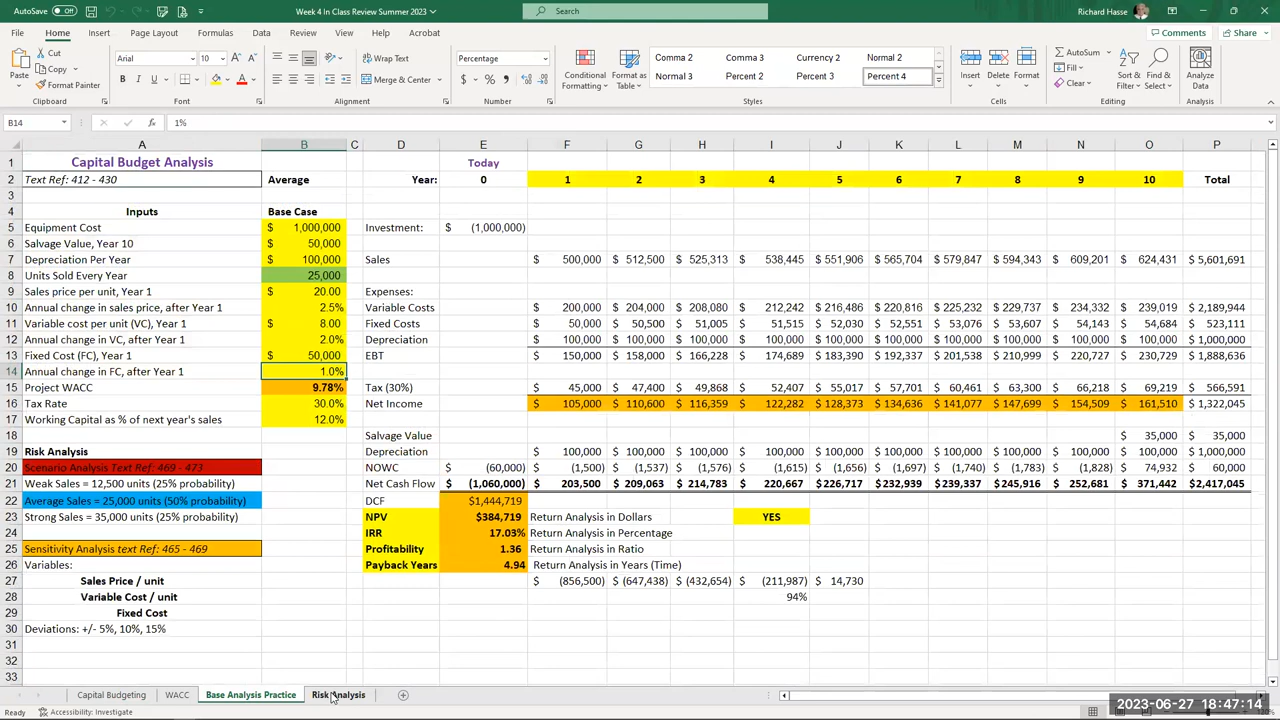 AutoSave Off Week 4 In Class Review Summer 2023 Search Richard Hasse
File Home Insert Page Layout Formulas Data Review View Help Acrobat Comments Share
Paste Cut Copy Format Painter Arial 10 Wrap Text Merge & Center Percentage Conditional Formatting Format as Table Comma 2 Comma 3 Currency 2 Normal 2 Normal 3 Percent 2 Percent 3 Percent 4 Insert Delete Format AutoSum Fill Clear Sort & Filter Find & Select Analyze Data
Clipboard Font Alignment Number Styles Cells Editing Analysis
B14 1%
A B C D E F G H I J K L M N O P
1 Capital Budget Analysis Today
2 Text Ref: 412 - 430 Average Year: 0 1 2 3 4 5 6 7 8 9 10 Total
3
4 Inputs Base Case
5 Equipment Cost $ 1,000,000 Investment: $ (1,000,000)
6 Salvage Value, Year 10 $ 50,000
7 Depreciation Per Year $ 100,000 Sales $ 500,000 $ 512,500 $ 525,313 $ 538,445 $ 551,906 $ 565,704 $ 579,847 $ 594,343 $ 609,201 $ 624,431 $ 5,601,691
8 Units Sold Every Year 25,000
9 Sales price per unit, Year 1 $ 20.00 Expenses:
10 Annual change in sales price, after Year 1 2.5% Variable Costs $ 200,000 $ 204,000 $ 208,080 $ 212,242 $ 216,486 $ 220,816 $ 225,232 $ 229,737 $ 234,332 $ 239,019 $ 2,189,944
11 Variable cost per unit (VC), Year 1 $ 8.00 Fixed Costs $ 50,000 $ 50,500 $ 51,005 $ 51,515 $ 52,030 $ 52,551 $ 53,076 $ 53,607 $ 54,143 $ 54,684 $ 523,111
12 Annual change in VC, after Year 1 2.0% Depreciation $ 100,000 $ 100,000 $ 100,000 $ 100,000 $ 100,000 $ 100,000 $ 100,000 $ 100,000 $ 100,000 $ 100,000 $ 1,000,000
13 Fixed Cost (FC), Year 1 $ 50,000 EBT $ 150,000 $ 158,000 $ 166,228 $ 174,689 $ 183,390 $ 192,337 $ 201,538 $ 210,999 $ 220,727 $ 230,729 $ 1,888,636
14 Annual change in FC, after Year 1 1.0%
15 Project WACC 9.78% Tax (30%) $ 45,000 $ 47,400 $ 49,868 $ 52,407 $ 55,017 $ 57,701 $ 60,461 $ 63,300 $ 66,218 $ 69,219 $ 566,591
16 Tax Rate 30.0% Net Income $ 105,000 $ 110,600 $ 116,359 $ 122,282 $ 128,373 $ 134,636 $ 141,077 $ 147,699 $ 154,509 $ 161,510 $ 1,322,045
17 Working Capital as % of next year's sales 12.0%
18 Salvage Value $ 35,000 $ 35,000
19 Risk Analysis Depreciation $ 100,000 $ 100,000 $ 100,000 $ 100,000 $ 100,000 $ 100,000 $ 100,000 $ 100,000 $ 100,000 $ 100,000 $ 1,000,000
20 Scenario Analysis Text Ref: 469 - 473 NOWC $ (60,000) $ (1,500) $ (1,537) $ (1,576) $ (1,615) $ (1,656) $ (1,697) $ (1,740) $ (1,783) $ (1,828) $ 74,932 $ 60,000
21 Weak Sales = 12,500 units (25% probability) Net Cash Flow $ (1,060,000) $ 203,500 $ 209,063 $ 214,783 $ 220,667 $ 226,717 $ 232,939 $ 239,337 $ 245,916 $ 252,681 $ 371,442 $ 2,417,045
22 Average Sales = 25,000 units (50% probability) DCF $1,444,719
23 Strong Sales = 35,000 units (25% probability) NPV $384,719 Return Analysis in Dollars YES
24 IRR 17.03% Return Analysis in Percentage
25 Sensitivity Analysis text Ref: 465 - 469 Profitability 1.36 Return Analysis in Ratio
26 Variables: Payback Years 4.94 Return Analysis in Years (Time)
27 Sales Price / unit $ (856,500) $ (647,438) $ (432,654) $ (211,987) $ 14,730
28 Variable Cost / unit 94%
29 Fixed Cost
30 Deviations: +/- 5%, 10%, 15%
31
32
33
Capital Budgeting WACC Base Analysis Practice Risk Analysis
Ready Accessibility: Investigate 2023-06-27 18:47:14